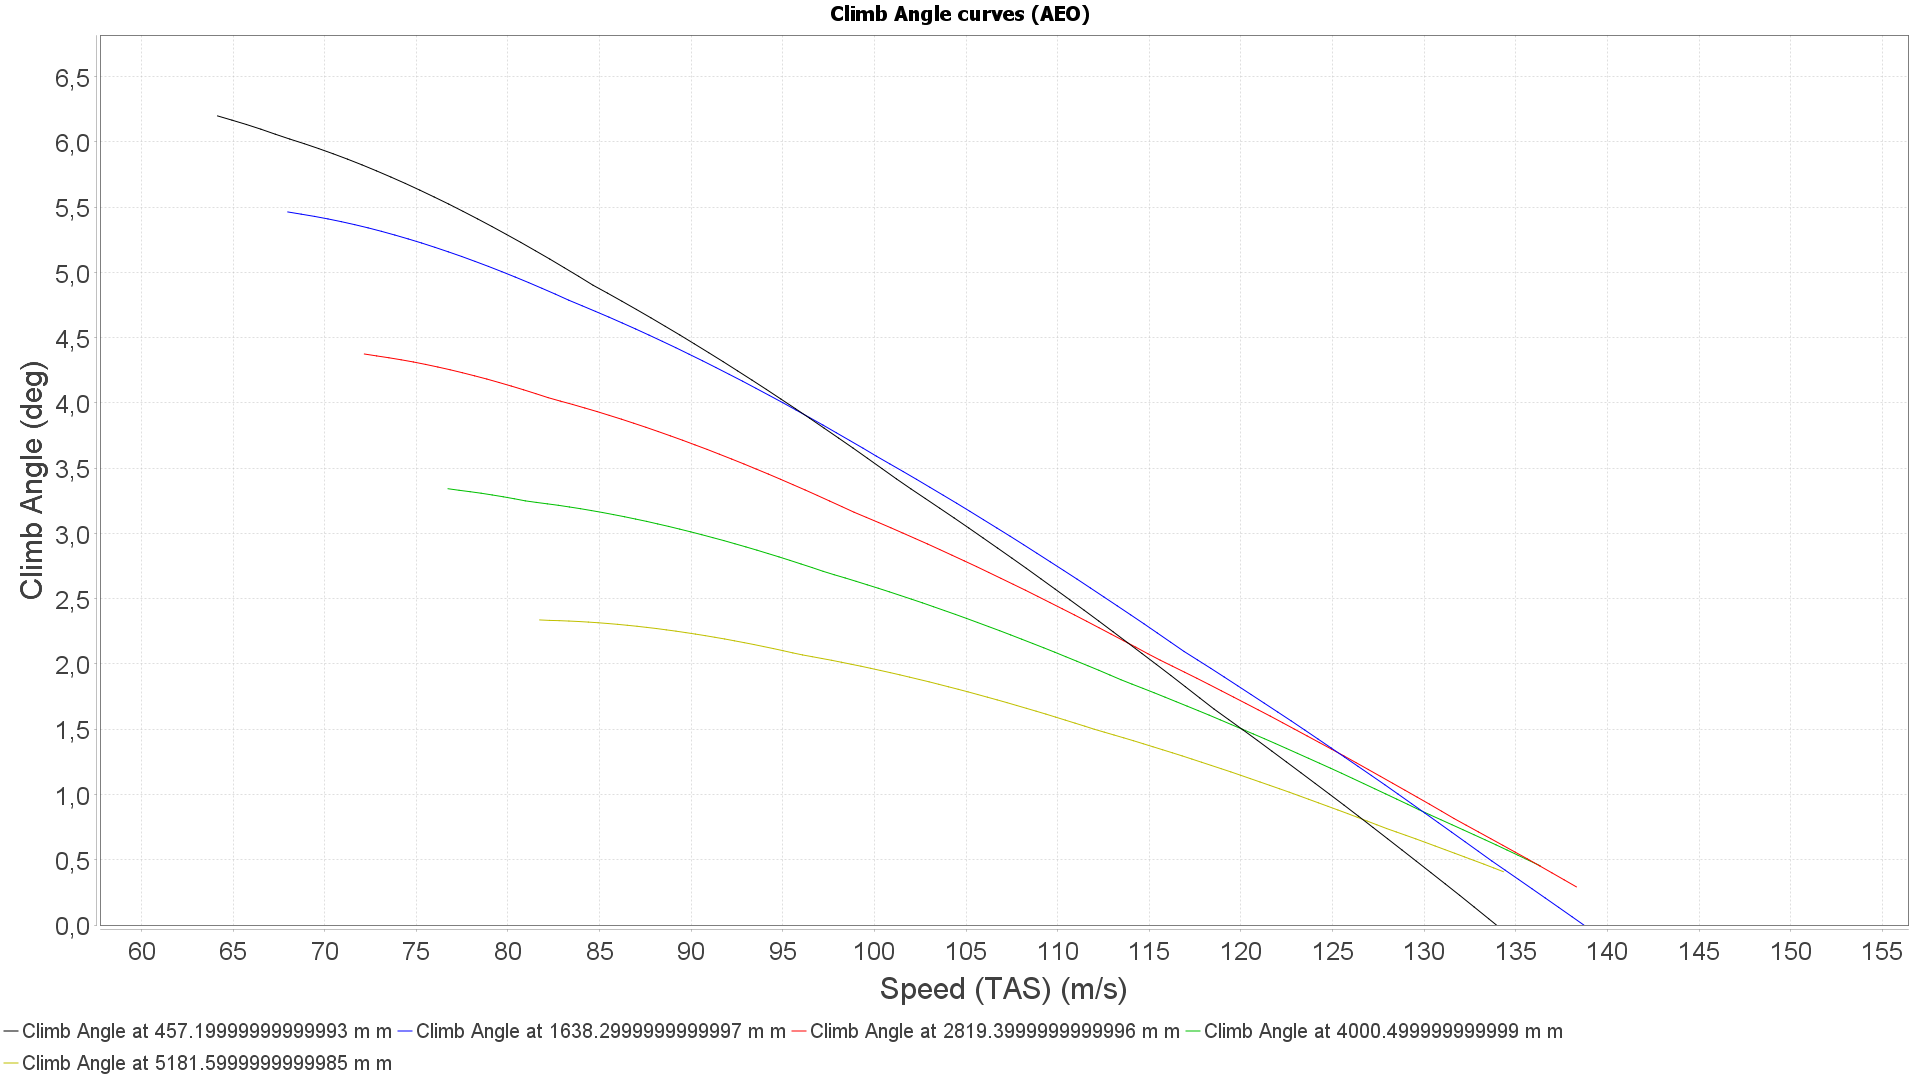 Climb Angle curves (AEO)
6,5
6,0
5,5
5,0
4,5
4,0
3,5
3,0
2,5
2,0
1,5
1,0
0,5
0,0
Climb Angle (deg)
60 65 70 75 80 85 90 95 100 105 110 115 120 125 130 135 140 145 150 155
Speed (TAS) (m/s)
Climb Angle at 457.19999999999993 m m Climb Angle at 1638.2999999999997 m m Climb Angle at 2819.3999999999996 m m Climb Angle at 4000.499999999999 m m
Climb Angle at 5181.5999999999985 m m